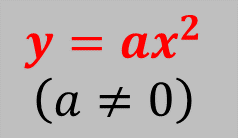 y = ax²
(a ≠ 0)